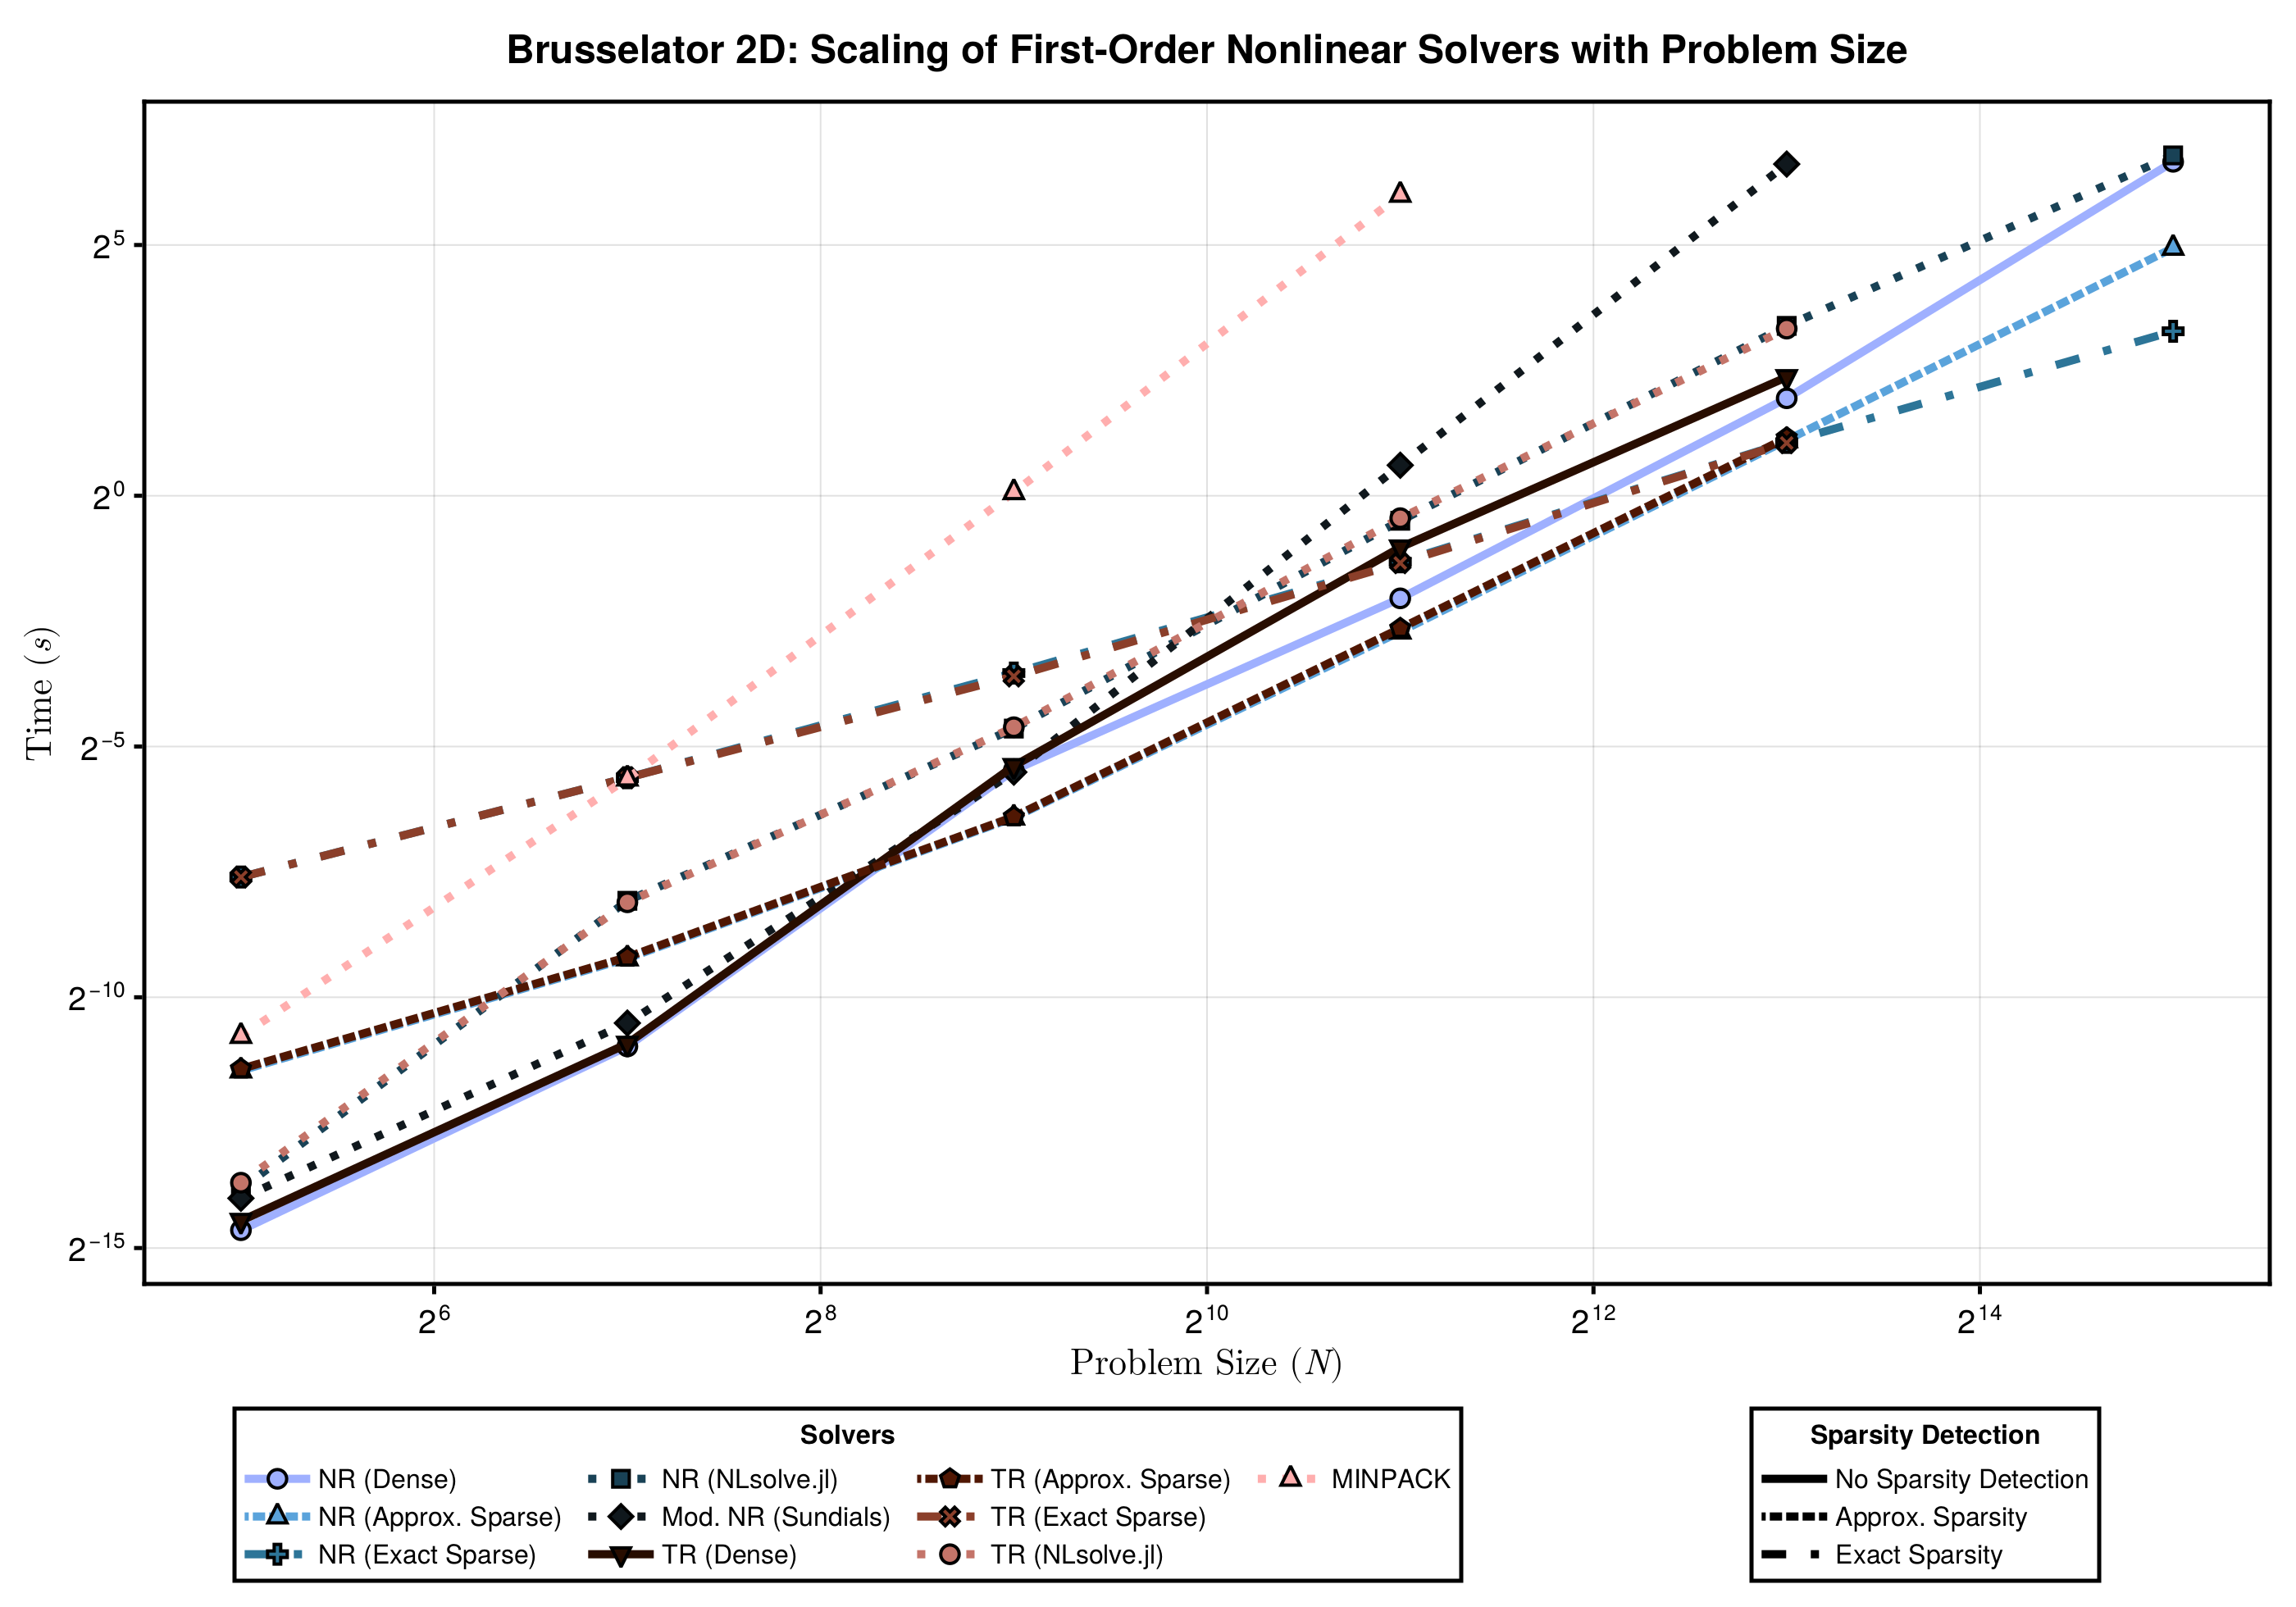 Brusselator 2D: Scaling of First-Order Nonlinear Solvers with Problem Size
Time (s)
2^5
2^0
2^−5
2^−10
2^−15
2^6 2^8 2^10 2^12 2^14
Problem Size (N)
Solvers
NR (Dense) NR (NLsolve.jl) TR (Approx. Sparse) MINPACK
NR (Approx. Sparse) Mod. NR (Sundials) TR (Exact Sparse)
NR (Exact Sparse) TR (Dense) TR (NLsolve.jl)
Sparsity Detection
No Sparsity Detection
Approx. Sparsity
Exact Sparsity